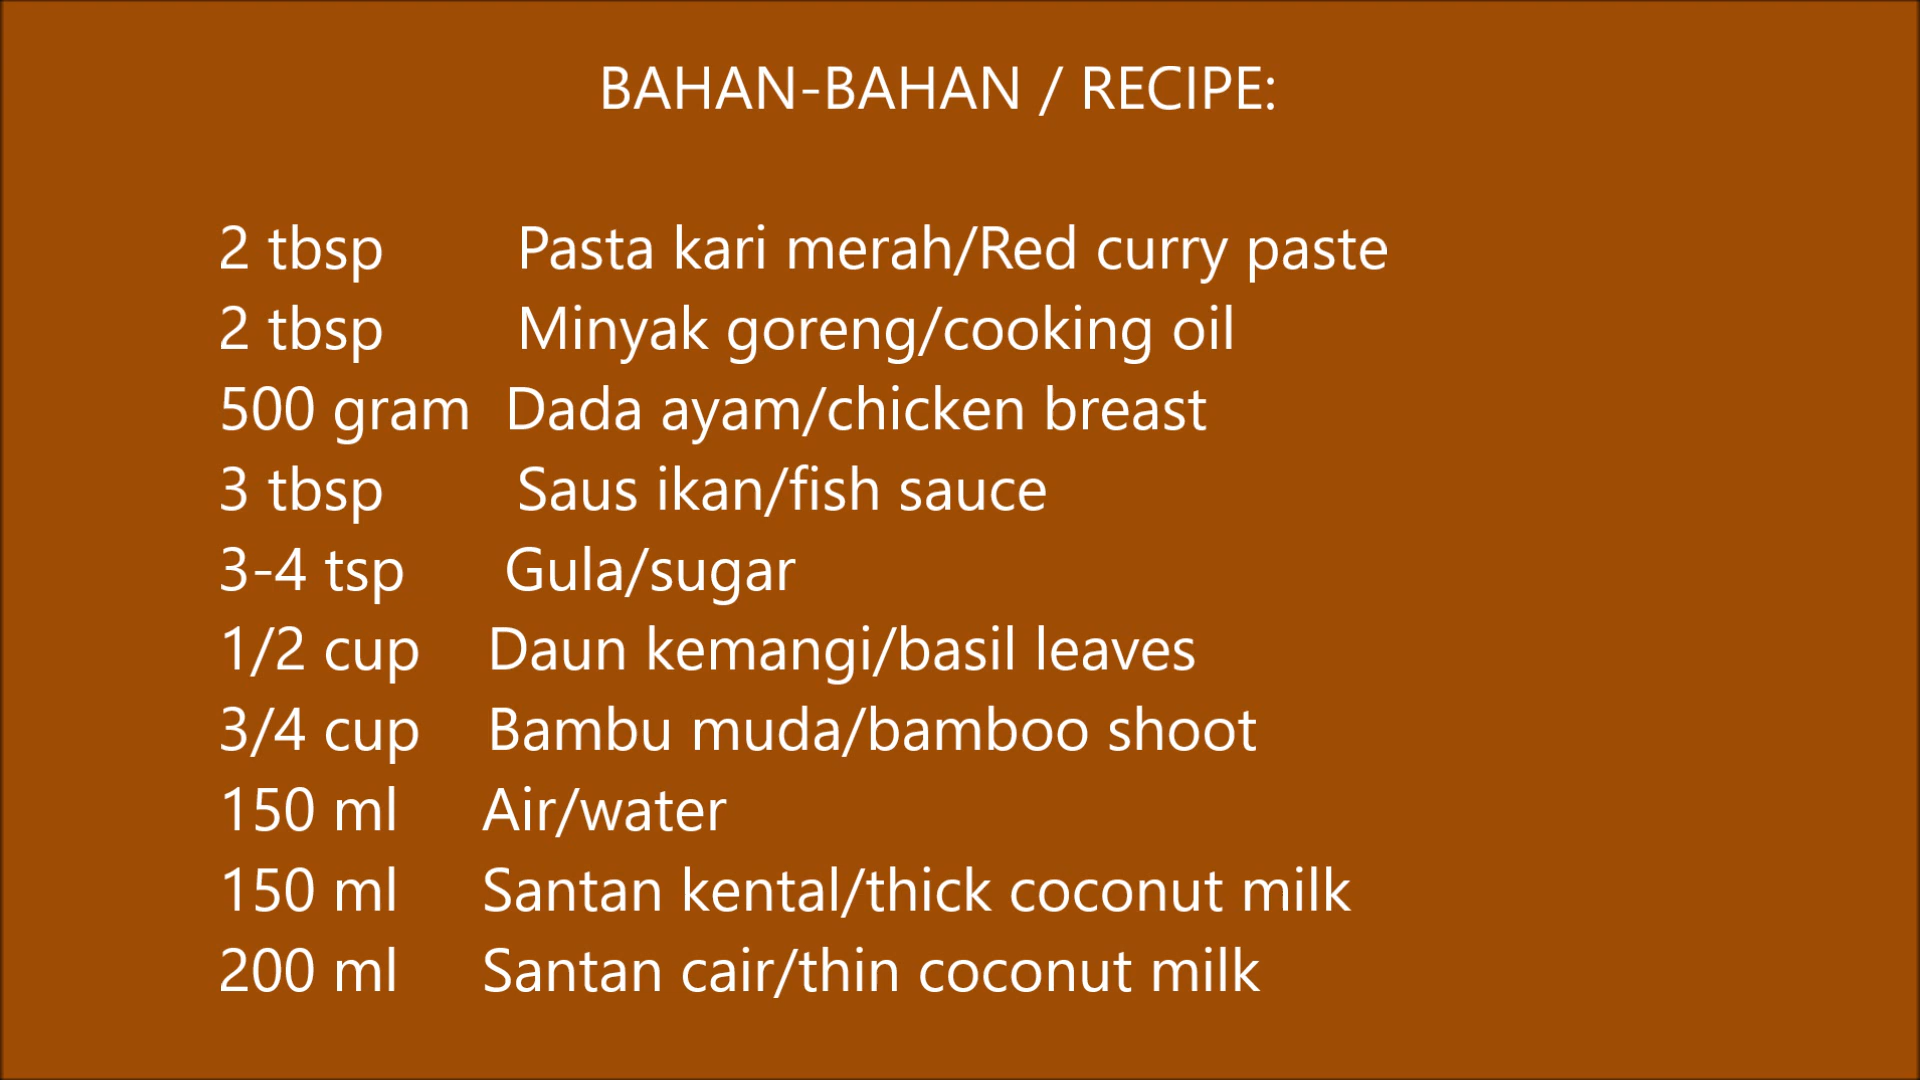 BAHAN-BAHAN / RECIPE:
2 tbsp Pasta kari merah/Red curry paste
2 tbsp Minyak goreng/cooking oil
500 gram Dada ayam/chicken breast
3 tbsp Saus ikan/fish sauce
3-4 tsp Gula/sugar
1/2 cup Daun kemangi/basil leaves
3/4 cup Bambu muda/bamboo shoot
150 ml Air/water
150 ml Santan kental/thick coconut milk
200 ml Santan cair/thin coconut milk